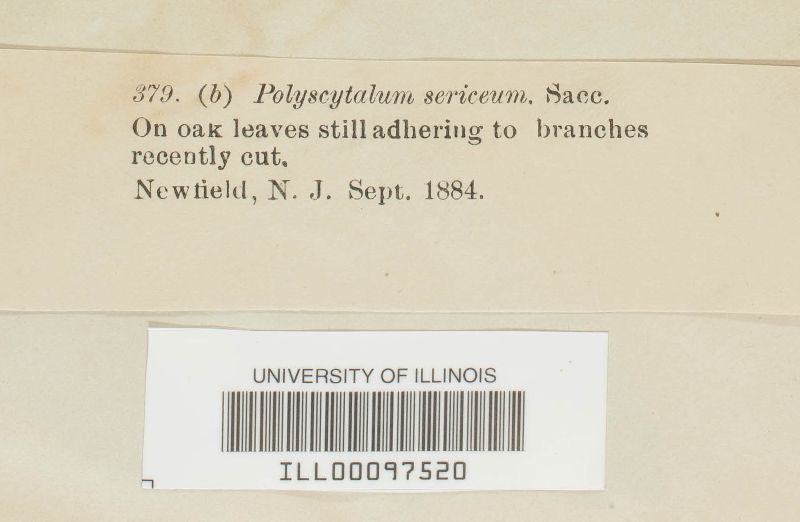 379. (b) Polyscytalum sericeum. Sacc.
On oak leaves still adhering to branches
recently cut.
Newfield, N. J. Sept. 1884.
UNIVERSITY OF ILLINOIS
ILL00097520